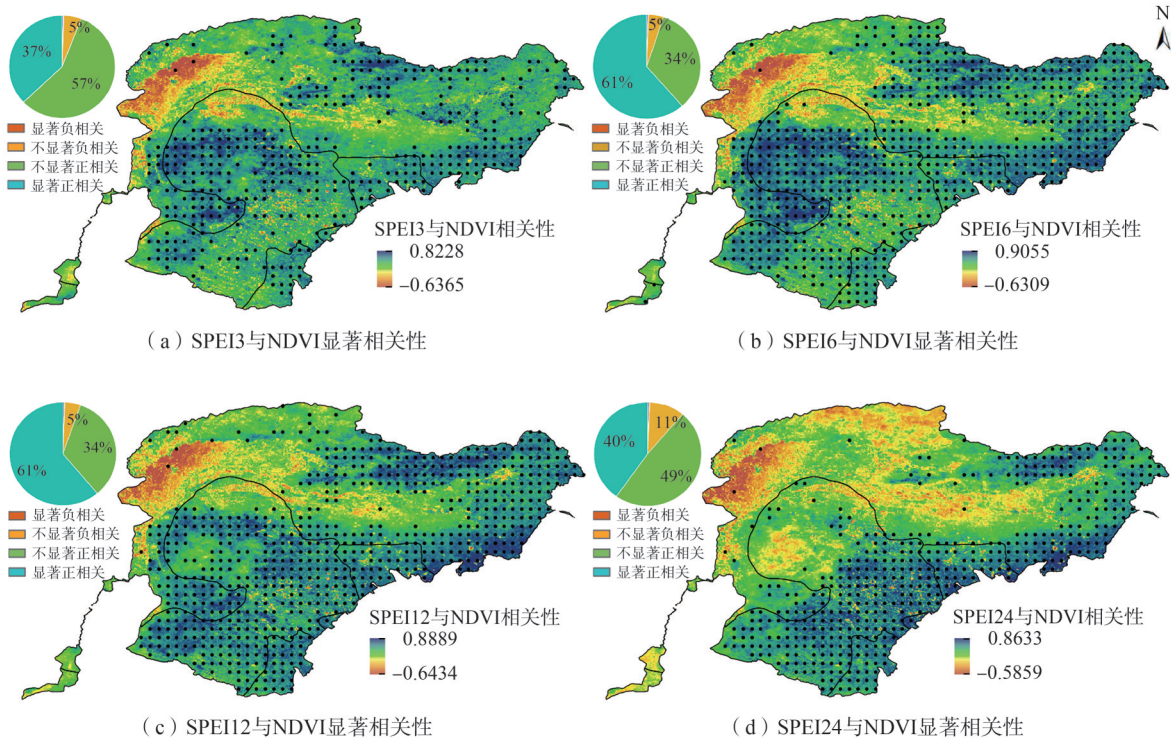 5%
37%
57%
显著负相关
不显著负相关
不显著正相关
显著正相关
SPEI3与NDVI相关性
0.8228
−0.6365
（a）SPEI3与NDVI显著相关性
N
5%
34%
61%
显著负相关
不显著负相关
不显著正相关
显著正相关
SPEI6与NDVI相关性
0.9055
−0.6309
（b）SPEI6与NDVI显著相关性
5%
34%
61%
显著负相关
不显著负相关
不显著正相关
显著正相关
SPEI12与NDVI相关性
0.8889
−0.6434
（c）SPEI12与NDVI显著相关性
11%
40%
49%
显著负相关
不显著负相关
不显著正相关
显著正相关
SPEI24与NDVI相关性
0.8633
−0.5859
（d）SPEI24与NDVI显著相关性